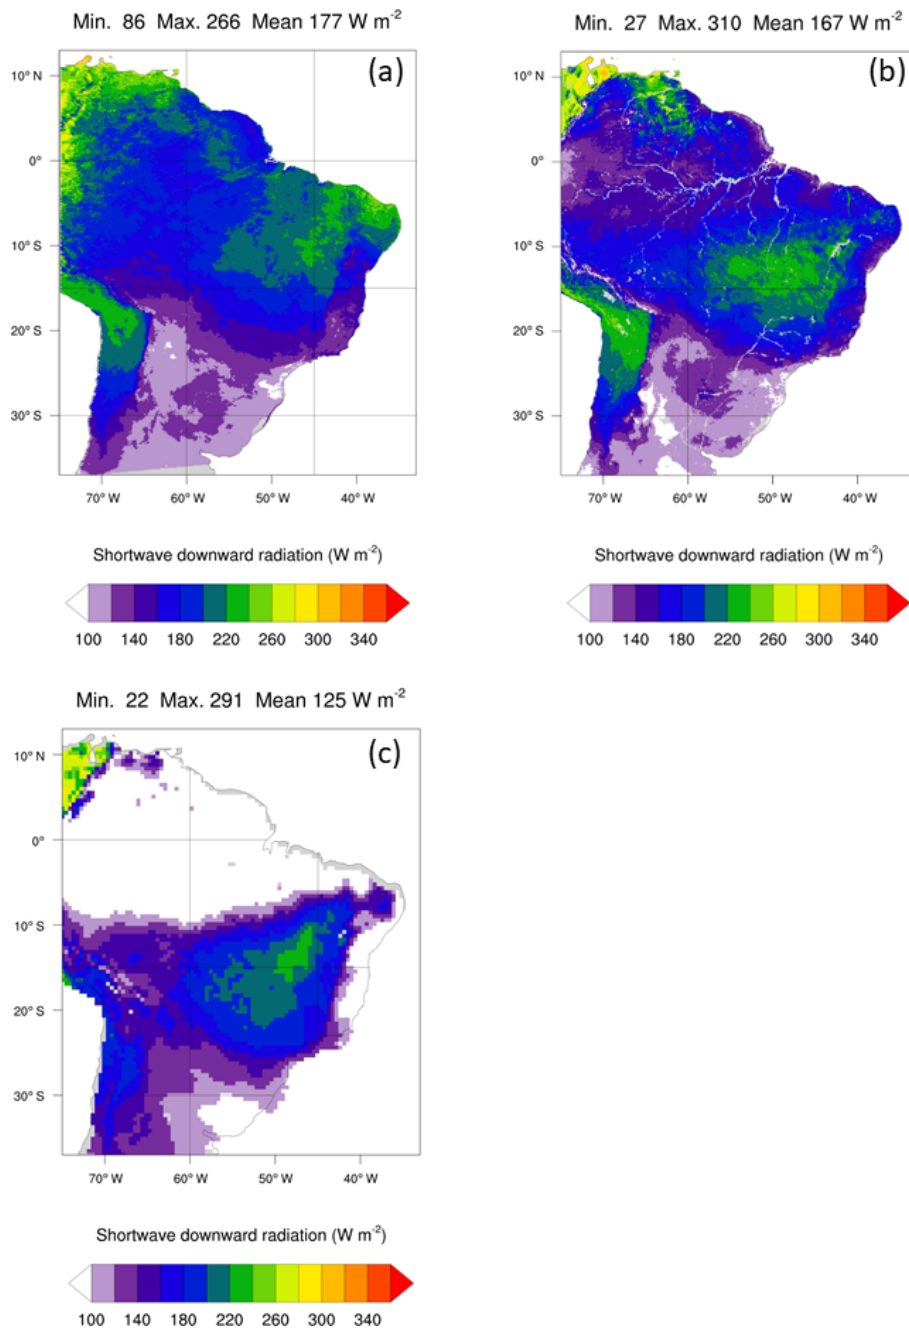 Min. 86 Max. 266 Mean 177 W m-2
(a)
10° N
0°
10° S
20° S
30° S
70° W 60° W 50° W 40° W
Shortwave downward radiation (W m-2)
100 140 180 220 260 300 340
Min. 27 Max. 310 Mean 167 W m-2
(b)
10° N
0°
10° S
20° S
30° S
70° W 60° W 50° W 40° W
Shortwave downward radiation (W m-2)
100 140 180 220 260 300 340
Min. 22 Max. 291 Mean 125 W m-2
(c)
10° N
0°
10° S
20° S
30° S
70° W 60° W 50° W 40° W
Shortwave downward radiation (W m-2)
100 140 180 220 260 300 340